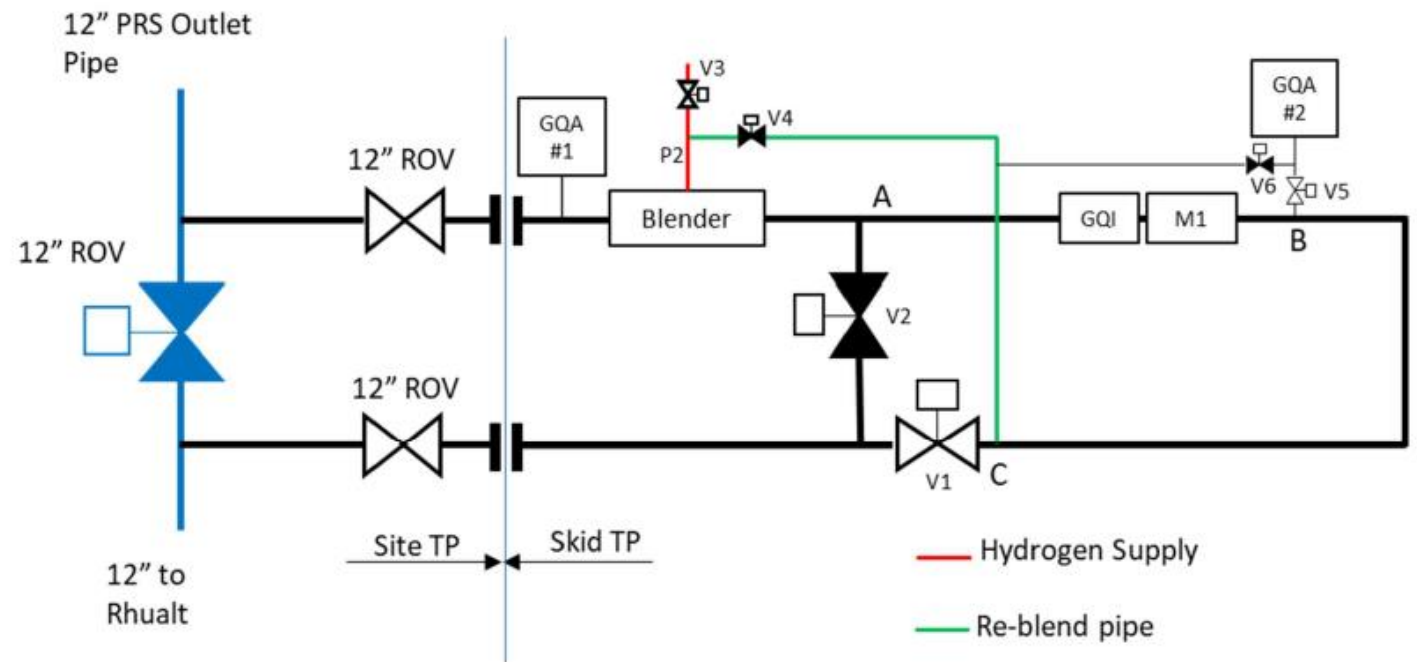 12” PRS Outlet
Pipe
V3
GQA
#1
GQA
#2
V4
12” ROV
P2
V6
V5
A
Blender
GQI
M1
B
12” ROV
V2
12” ROV
V1
C
Site TP
Skid TP
Hydrogen Supply
12” to
Rhualt
Re-blend pipe